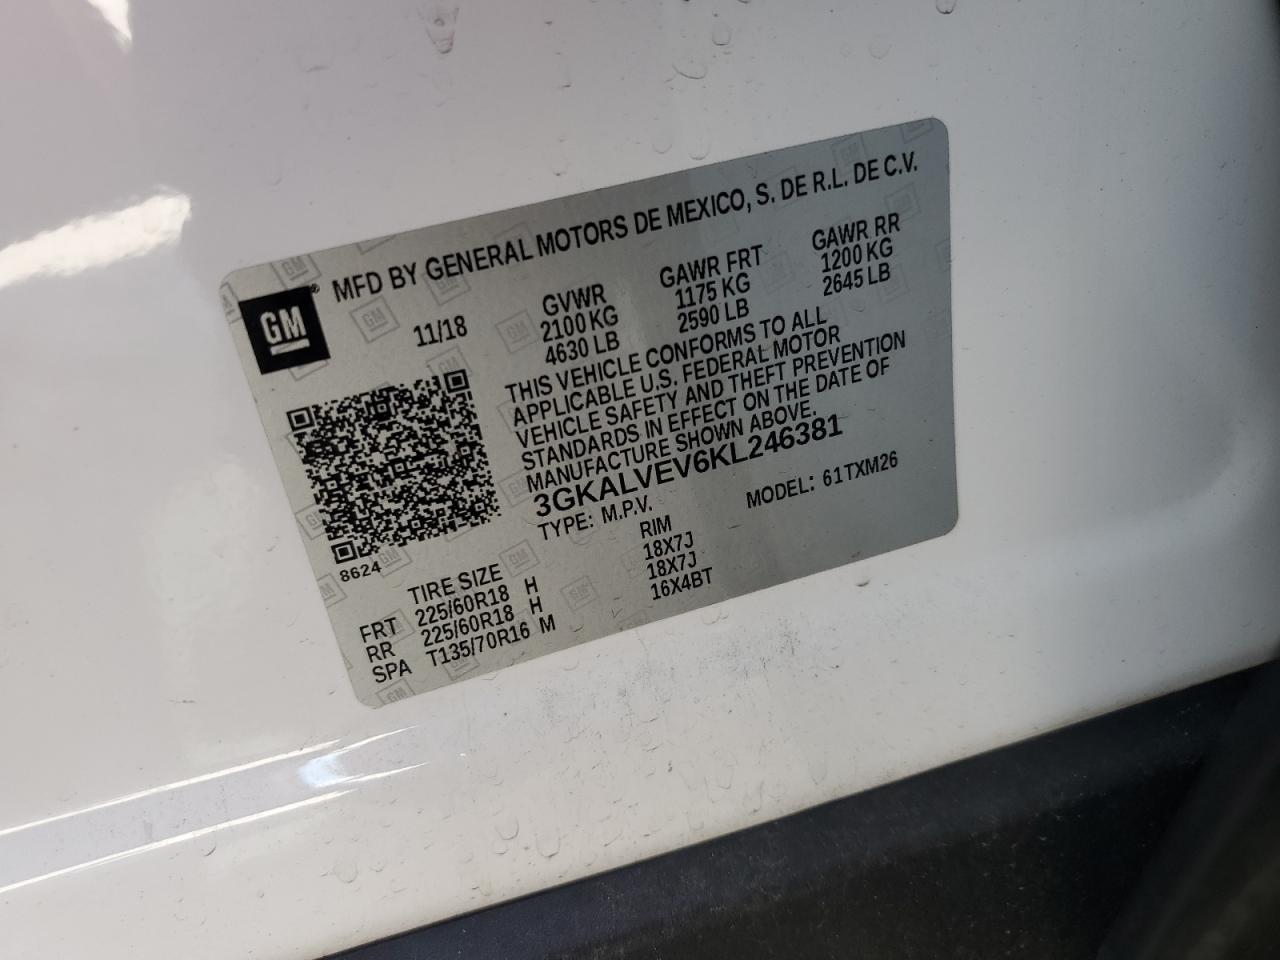 MFD BY GENERAL MOTORS DE MEXICO, S. DE R.L. DE C.V.
GM®
11/18 GVWR GAWR FRT GAWR RR
2100 KG 1175 KG 1200 KG
4630 LB 2590 LB 2645 LB
THIS VEHICLE CONFORMS TO ALL
APPLICABLE U.S. FEDERAL MOTOR
VEHICLE SAFETY AND THEFT PREVENTION
STANDARDS IN EFFECT ON THE DATE OF
MANUFACTURE SHOWN ABOVE.
3GKALVEV6KL246381
TYPE: M.P.V. MODEL: 61TXM26
8624
TIRE SIZE RIM
FRT 225/60R18 H 18X7J
RR 225/60R18 H 18X7J
SPA T135/70R16 M 16X4BT